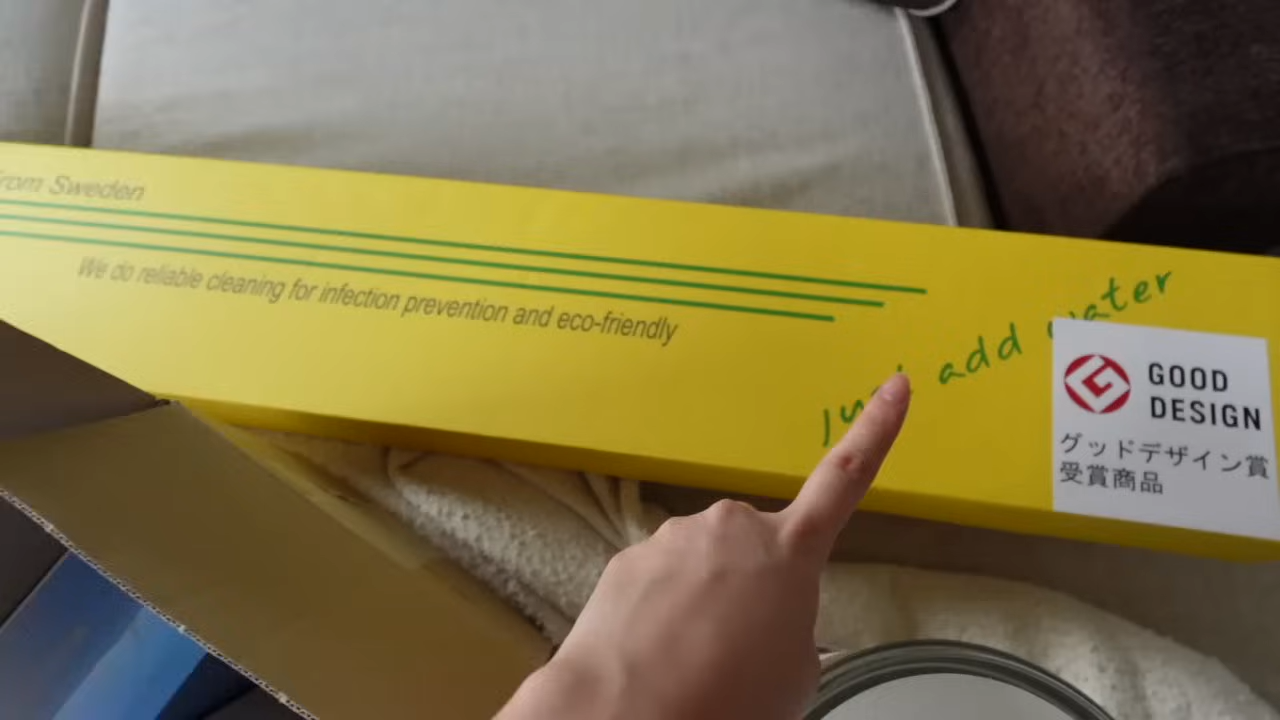 From Sweden
We do reliable cleaning for infection prevention and eco-friendly
just add water
GOOD
DESIGN
グッドデザイン賞
受賞商品